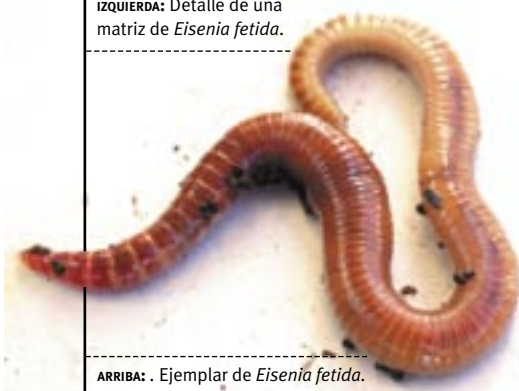 IZQUIERDA: Detalle de una
matriz de Eisenia fetida.
ARRIBA: . Ejemplar de Eisenia fetida.